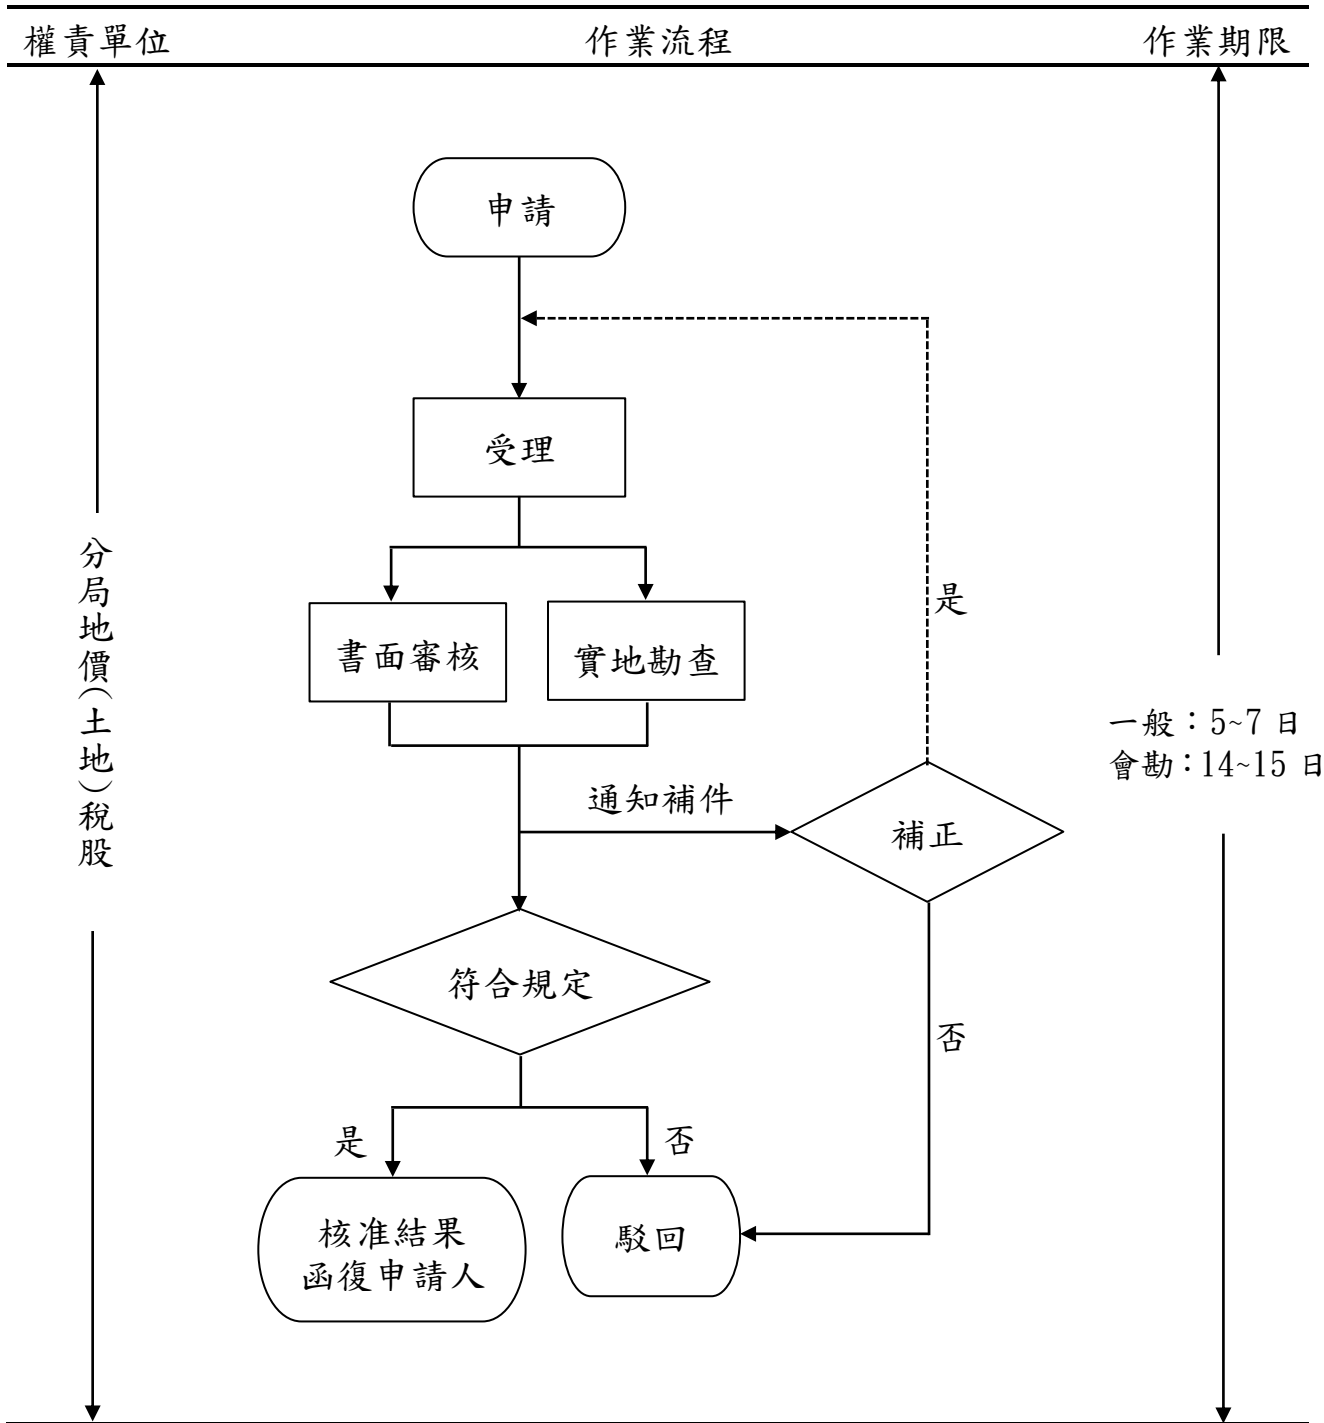 權責單位
作業流程
作業期限
申請
受理
書面審核
實地勘查
是
分局地價(土地)稅股
一般：5~7 日
會勘：14~15 日
通知補件
補正
符合規定
否
是
否
核准結果
函復申請人
駁回